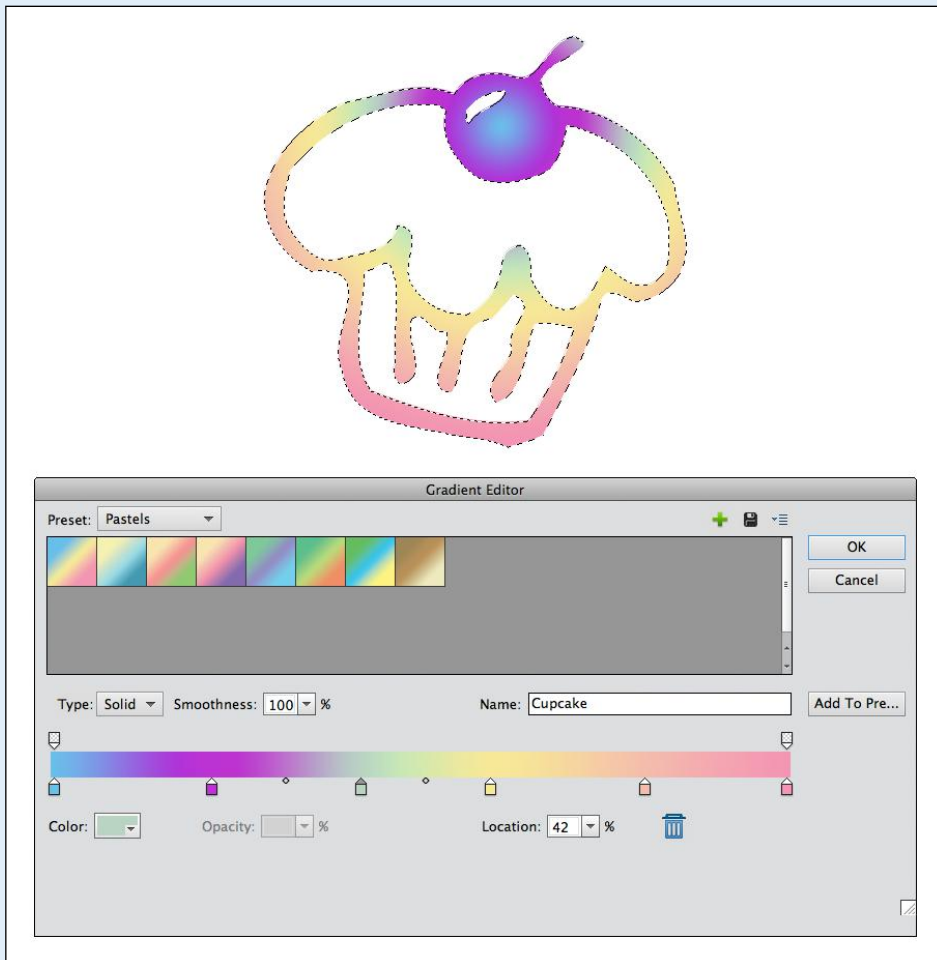 Gradient Editor
Preset: Pastels
OK
Cancel
Type: Solid Smoothness: 100 % Name: Cupcake Add To Pre...
Color: Opacity: % Location: 42 %